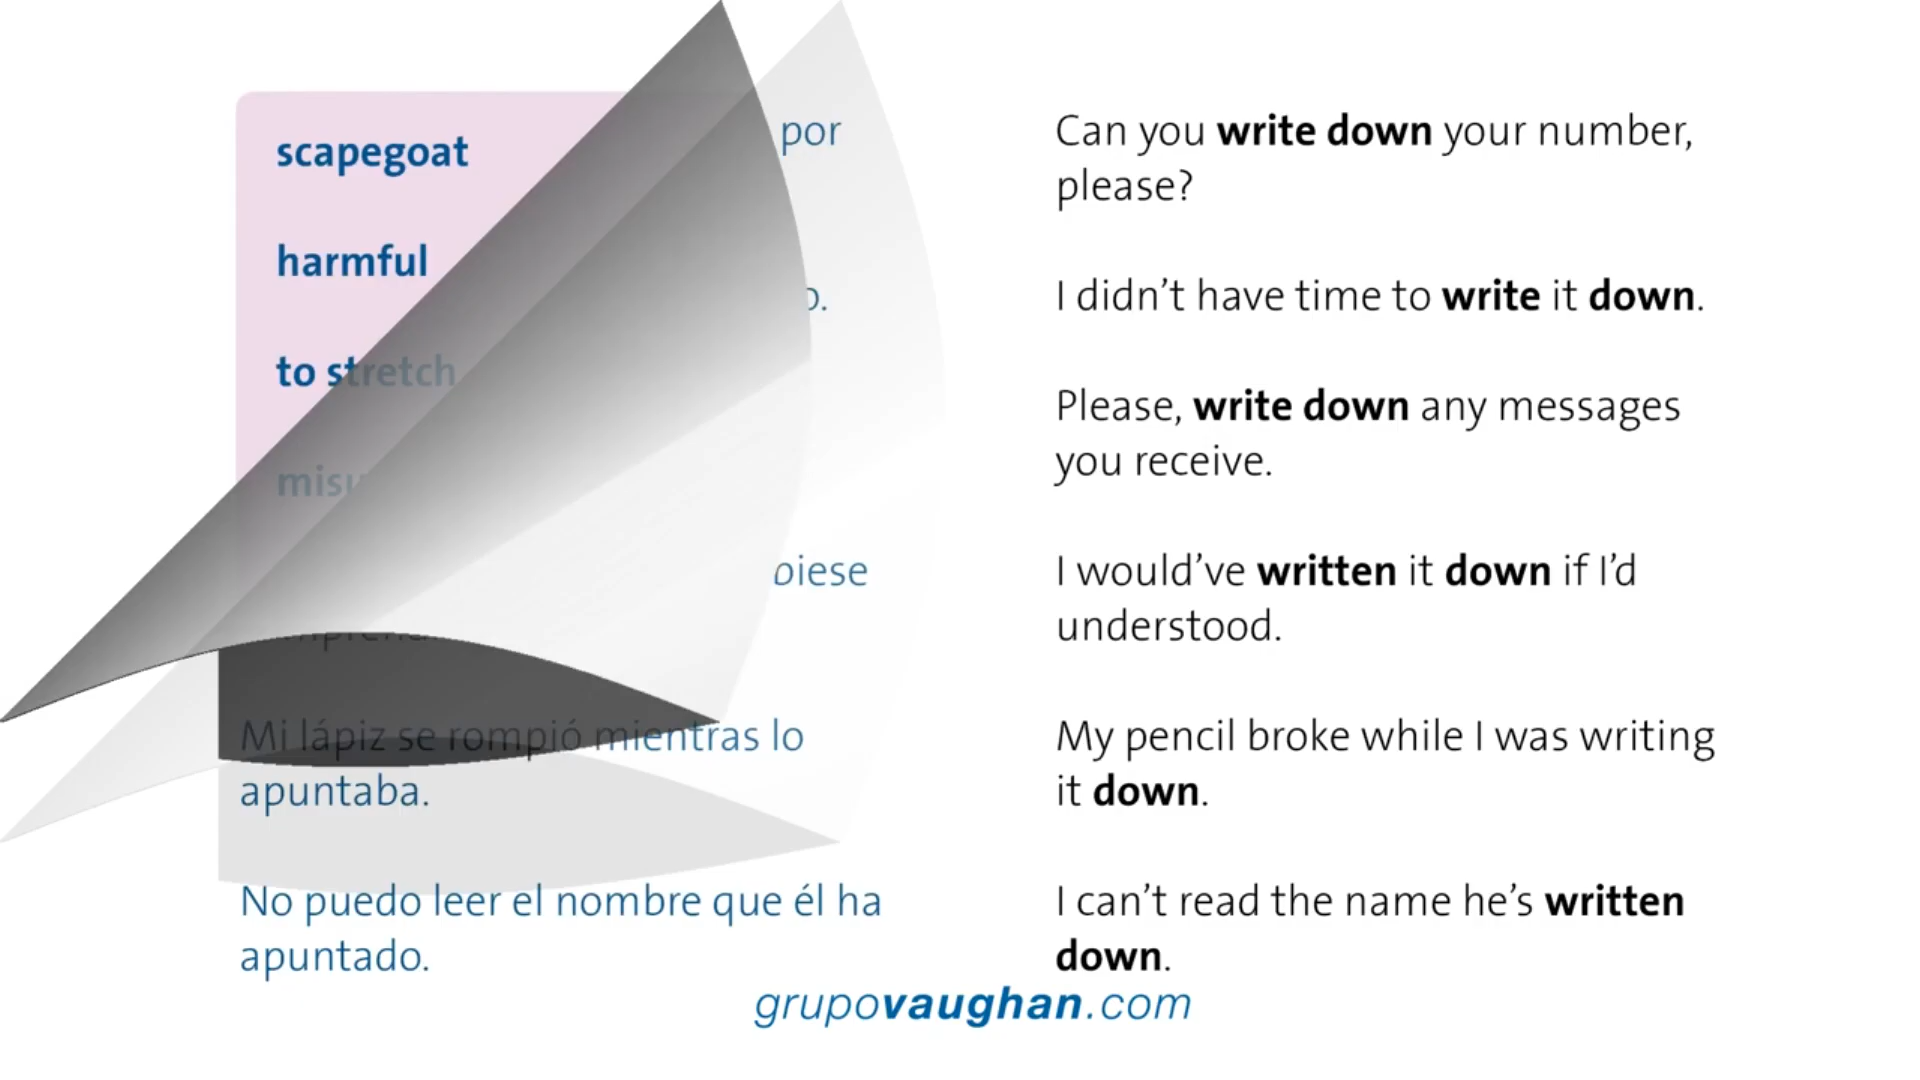 scapegoat
harmful
to stretch
por
biese
Mi lápiz se rompió mientras lo
apuntaba.
No puedo leer el nombre que él ha
apuntado.
Can you write down your number,
please?
I didn’t have time to write it down.
Please, write down any messages
you receive.
I would’ve written it down if I’d
understood.
My pencil broke while I was writing
it down.
I can’t read the name he’s written
down.
grupovaughan.com